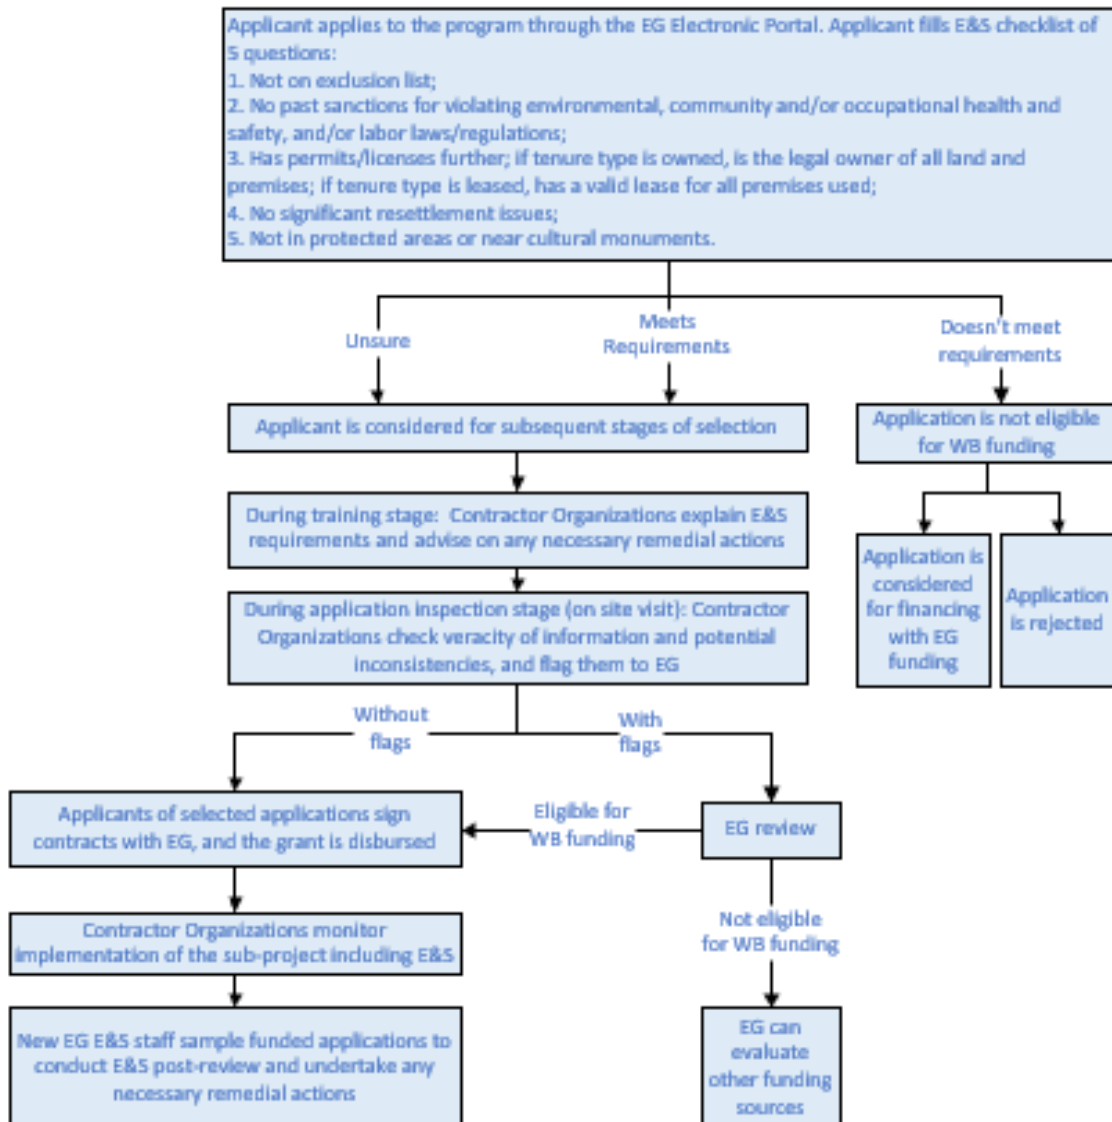 Applicant applies to the program through the EG Electronic Portal. Applicant fills E&S checklist of
5 questions:
1. Not on exclusion list;
2. No past sanctions for violating environmental, community and/or occupational health and
safety, and/or labor laws/regulations;
3. Has permits/licenses further; if tenure type is owned, is the legal owner of all land and
premises; if tenure type is leased, has a valid lease for all premises used;
4. No significant resettlement issues;
5. Not in protected areas or near cultural monuments.
Unsure
Meets
Requirements
Doesn't meet
requirements
Applicant is considered for subsequent stages of selection
Application is not eligible
for WB funding
During training stage: Contractor Organizations explain E&S
requirements and advise on any necessary remedial actions
Application is
considered
for financing
with EG
funding
Application
is rejected
During application inspection stage (on site visit): Contractor
Organizations check veracity of information and potential
inconsistencies, and flag them to EG
Without
flags
With
flags
Applicants of selected applications sign
contracts with EG, and the grant is disbursed
Eligible for
WB funding
EG review
Contractor Organizations monitor
implementation of the sub-project including E&S
Not eligible
for WB funding
New EG E&S staff sample funded applications to
conduct E&S post-review and undertake any
necessary remedial actions
EG can
evaluate
other funding
sources